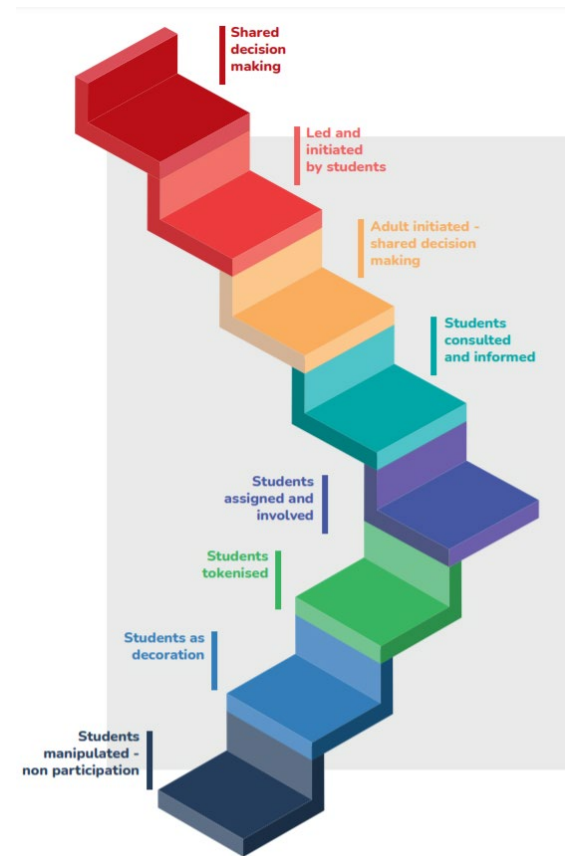 Shared
decision
making
Led and
initiated
by students
Adult initiated -
shared decision
making
Students
consulted
and informed
Students
assigned and
involved
Students
tokenised
Students as
decoration
Students
manipulated -
non participation